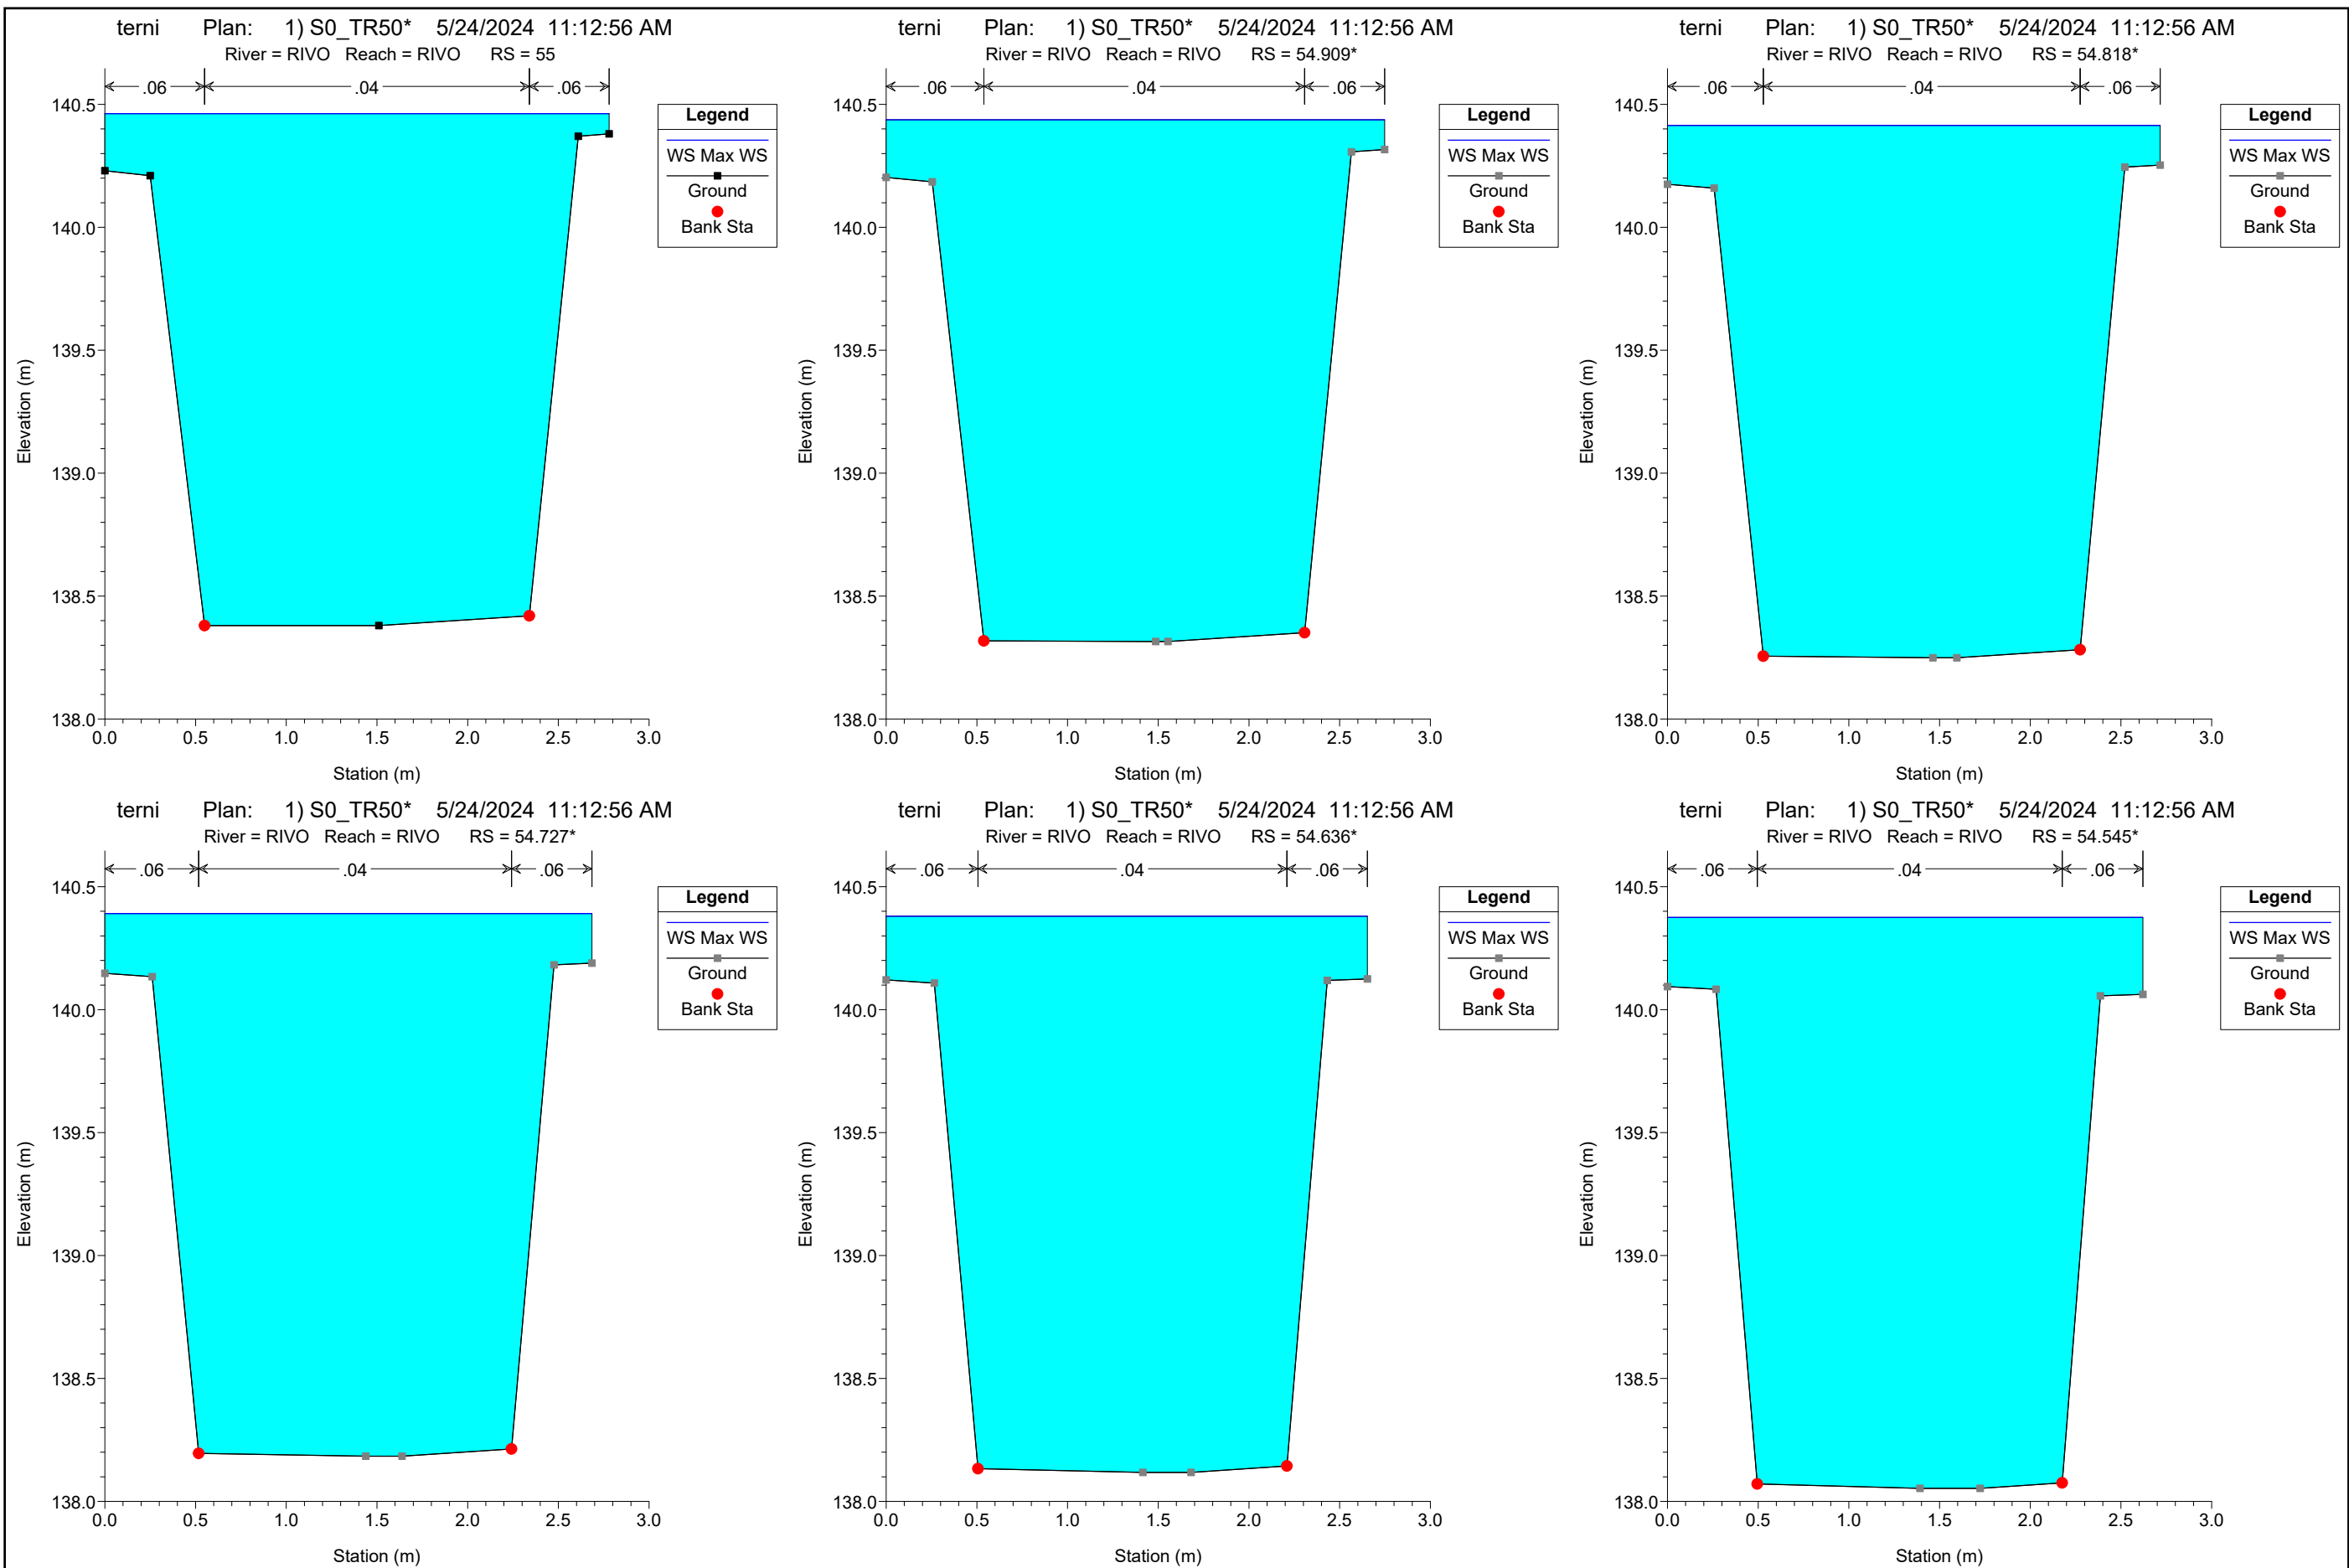 terni Plan: 1) S0_TR50* 5/24/2024 11:12:56 AM
River = RIVO Reach = RIVO RS = 55
.06 .04 .06
140.5
140.0
139.5
139.0
138.5
138.0
0.0 0.5 1.0 1.5 2.0 2.5 3.0
Station (m)
Elevation (m)
Legend
WS Max WS
Ground
Bank Sta
terni Plan: 1) S0_TR50* 5/24/2024 11:12:56 AM
River = RIVO Reach = RIVO RS = 54.909*
.06 .04 .06
140.5
140.0
139.5
139.0
138.5
138.0
0.0 0.5 1.0 1.5 2.0 2.5 3.0
Station (m)
Elevation (m)
Legend
WS Max WS
Ground
Bank Sta
terni Plan: 1) S0_TR50* 5/24/2024 11:12:56 AM
River = RIVO Reach = RIVO RS = 54.818*
.06 .04 .06
140.5
140.0
139.5
139.0
138.5
138.0
0.0 0.5 1.0 1.5 2.0 2.5 3.0
Station (m)
Elevation (m)
Legend
WS Max WS
Ground
Bank Sta
terni Plan: 1) S0_TR50* 5/24/2024 11:12:56 AM
River = RIVO Reach = RIVO RS = 54.727*
.06 .04 .06
140.5
140.0
139.5
139.0
138.5
138.0
0.0 0.5 1.0 1.5 2.0 2.5 3.0
Station (m)
Elevation (m)
Legend
WS Max WS
Ground
Bank Sta
terni Plan: 1) S0_TR50* 5/24/2024 11:12:56 AM
River = RIVO Reach = RIVO RS = 54.636*
.06 .04 .06
140.5
140.0
139.5
139.0
138.5
138.0
0.0 0.5 1.0 1.5 2.0 2.5 3.0
Station (m)
Elevation (m)
Legend
WS Max WS
Ground
Bank Sta
terni Plan: 1) S0_TR50* 5/24/2024 11:12:56 AM
River = RIVO Reach = RIVO RS = 54.545*
.06 .04 .06
140.5
140.0
139.5
139.0
138.5
138.0
0.0 0.5 1.0 1.5 2.0 2.5 3.0
Station (m)
Elevation (m)
Legend
WS Max WS
Ground
Bank Sta